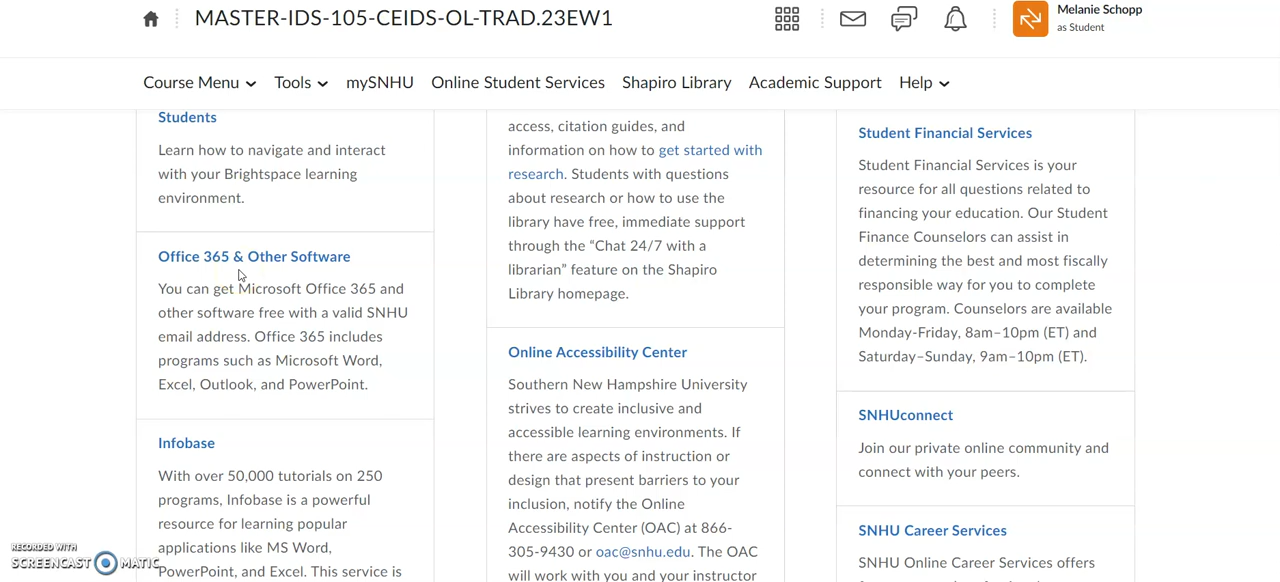 MASTER-IDS-105-CEIDS-OL-TRAD.23EW1
Melanie Schopp
as Student
Course Menu
Tools
mySNHU
Online Student Services
Shapiro Library
Academic Support
Help
Students
Learn how to navigate and interact
with your Brightspace learning
environment.
Office 365 & Other Software
You can get Microsoft Office 365 and
other software free with a valid SNHU
email address. Office 365 includes
programs such as Microsoft Word,
Excel, Outlook, and PowerPoint.
Infobase
With over 50,000 tutorials on 250
programs, Infobase is a powerful
resource for learning popular
applications like MS Word,
PowerPoint, and Excel. This service is
access, citation guides, and
information on how to get started with
research. Students with questions
about research or how to use the
library have free, immediate support
through the “Chat 24/7 with a
librarian” feature on the Shapiro
Library homepage.
Online Accessibility Center
Southern New Hampshire University
strives to create inclusive and
accessible learning environments. If
there are aspects of instruction or
design that present barriers to your
inclusion, notify the Online
Accessibility Center (OAC) at 866-
305-9430 or oac@snhu.edu. The OAC
will work with you and your instructor
Student Financial Services
Student Financial Services is your
resource for all questions related to
financing your education. Our Student
Finance Counselors can assist in
determining the best and most fiscally
responsible way for you to complete
your program. Counselors are available
Monday-Friday, 8am–10pm (ET) and
Saturday–Sunday, 9am–10pm (ET).
SNHUconnect
Join our private online community and
connect with your peers.
SNHU Career Services
SNHU Online Career Services offers
RECORDED WITH
SCREENCAST MATIC